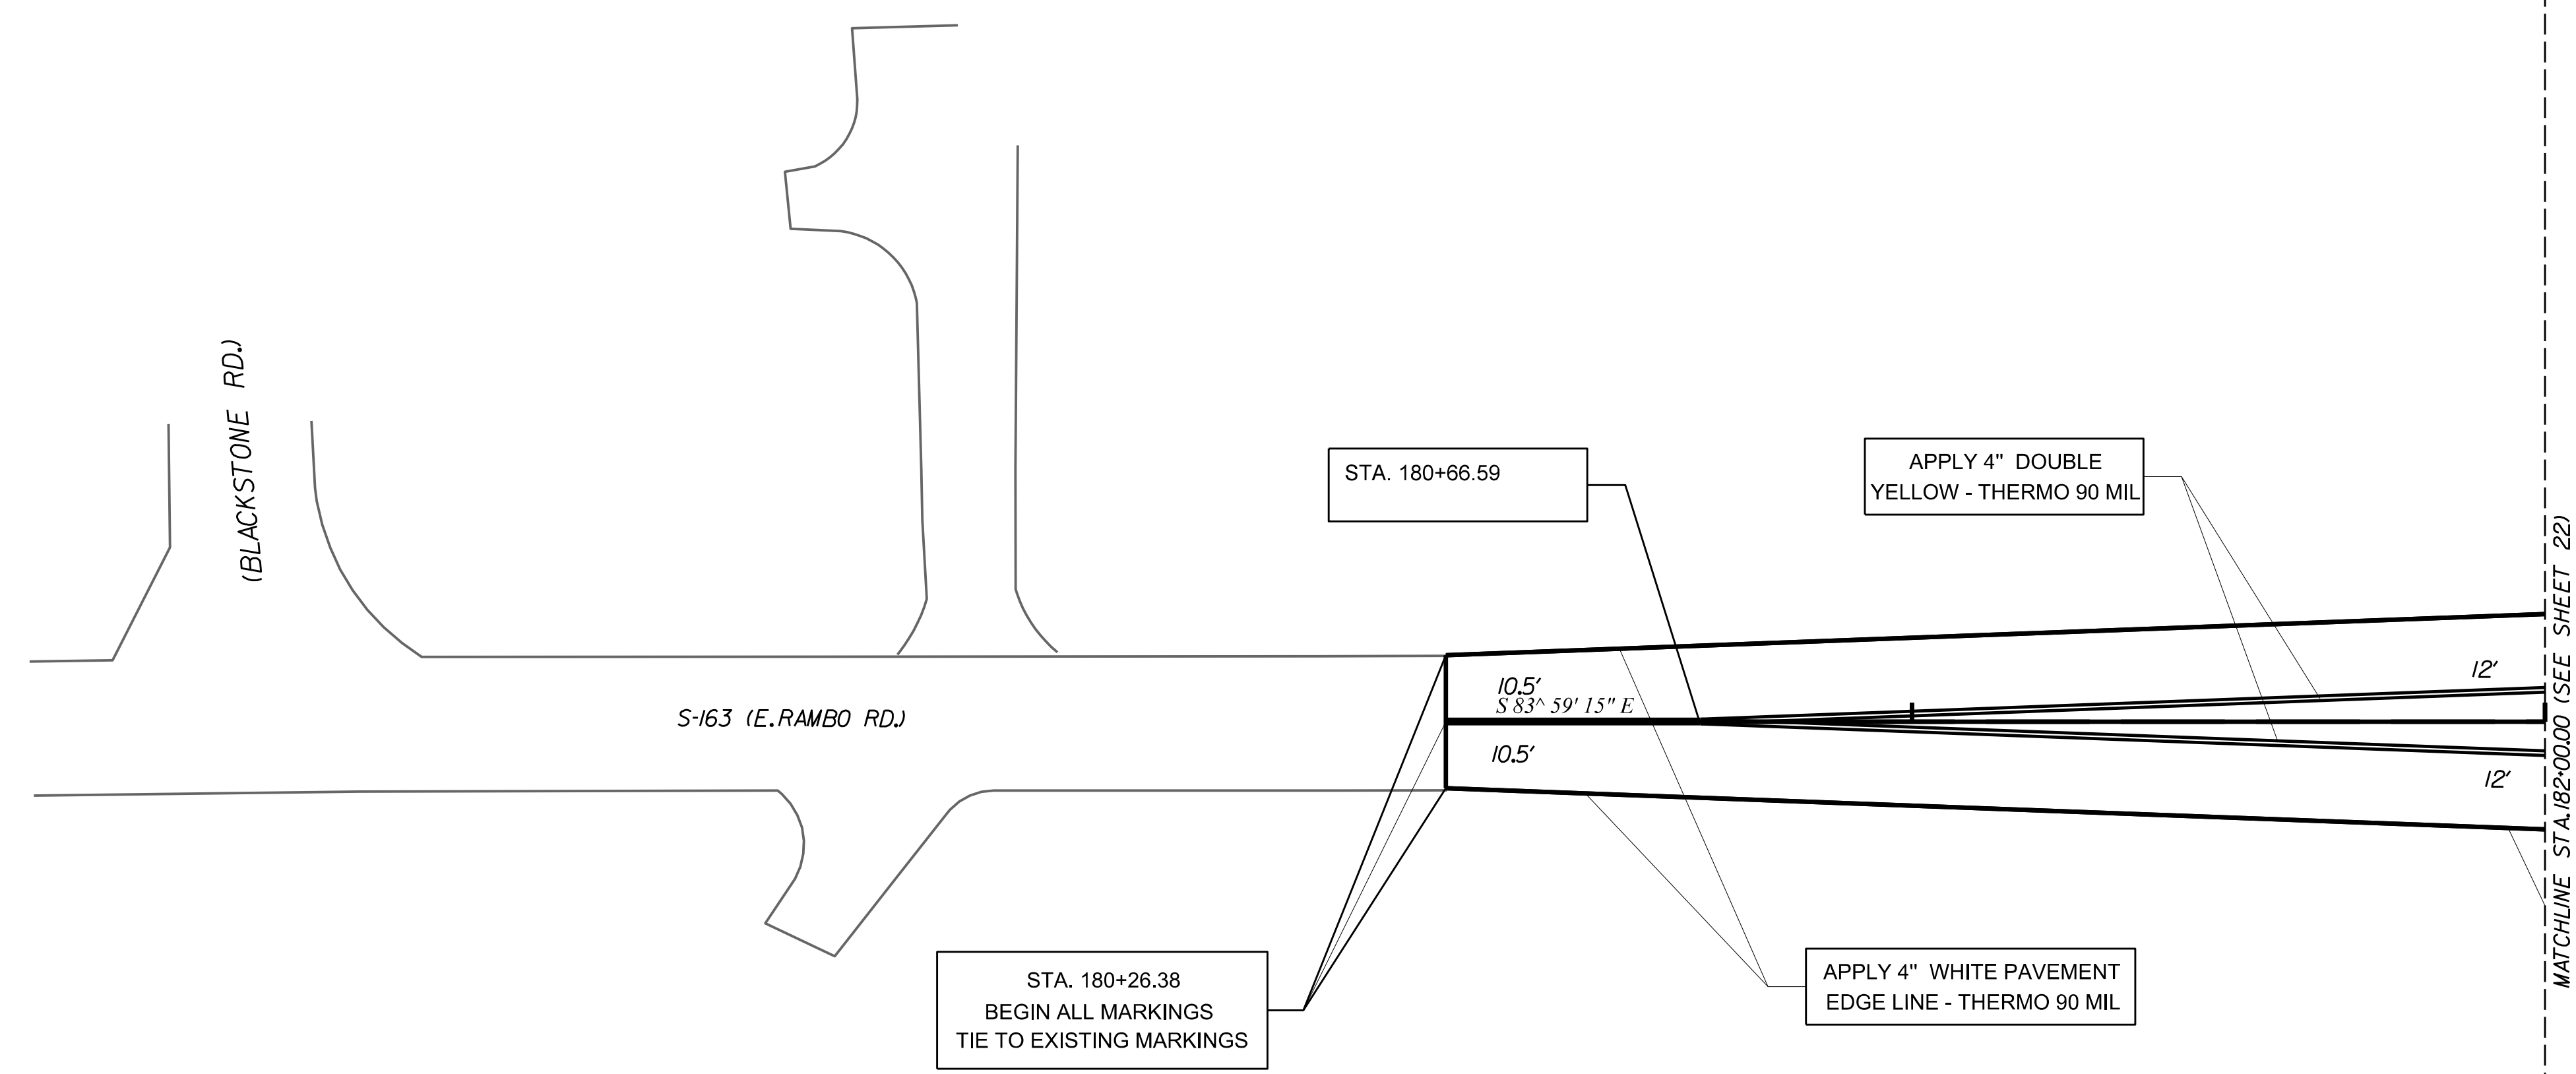 (BLACKSTONE RD.)
S-163 (E.RAMBO RD.)
STA. 180+66.59
APPLY 4" DOUBLE
YELLOW - THERMO 90 MIL
10.5'
S 83^ 59' 15" E
10.5'
12'
12'
STA. 180+26.38
BEGIN ALL MARKINGS
TIE TO EXISTING MARKINGS
APPLY 4" WHITE PAVEMENT
EDGE LINE - THERMO 90 MIL
MATCHLINE STA.182+00.00 (SEE SHEET 22)